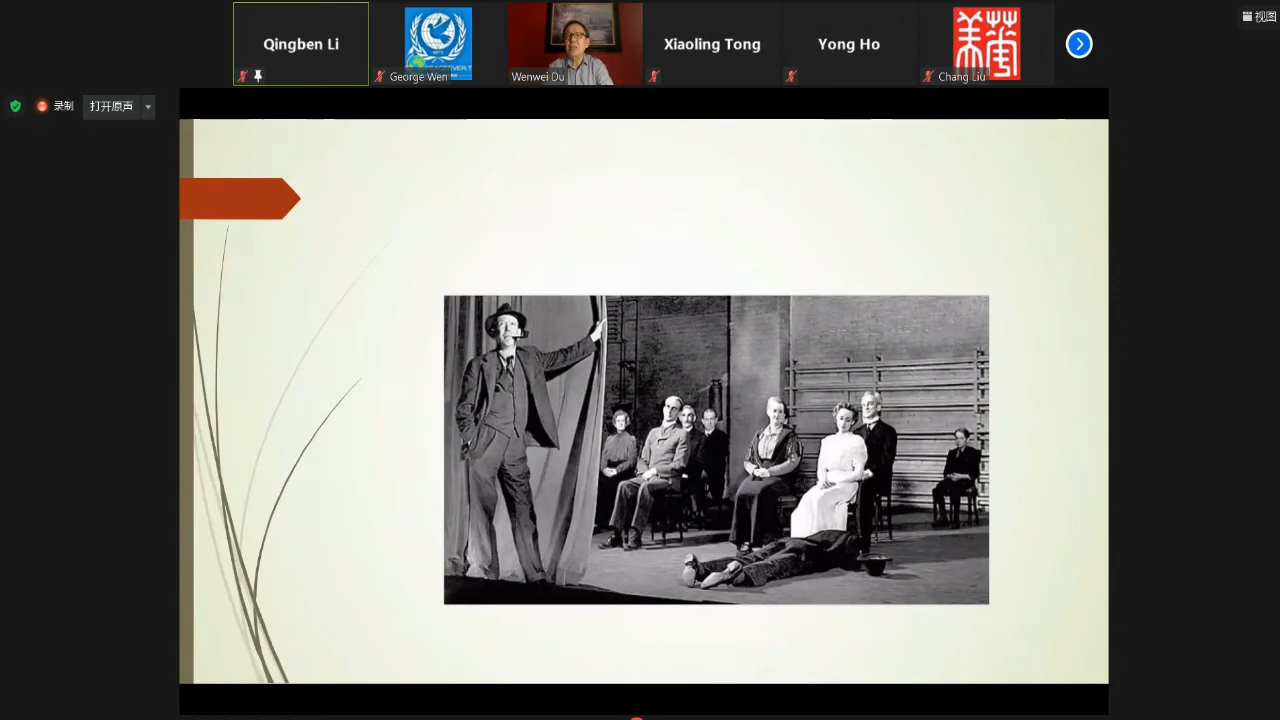 Qingben Li
George Wen
Wenwei Du
Xiaoling Tong
Yong Ho
Chang Liu
视图
录制
打开原声